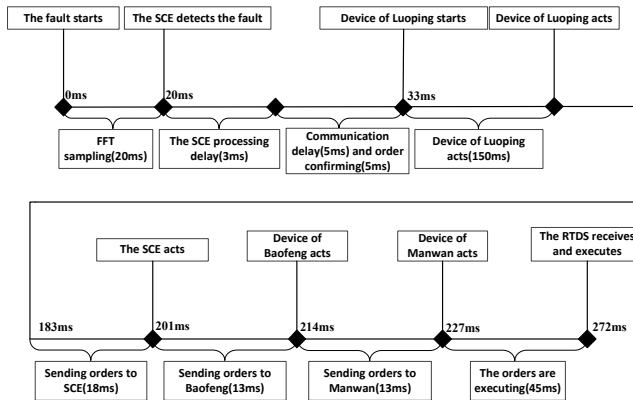 The fault starts
The SCE detects the fault
Device of Luoping starts
Device of Luoping acts
0ms
20ms
33ms
FFT
sampling(20ms)
The SCE processing
delay(3ms)
Communication
delay(5ms) and order
confirming(5ms)
Device of Luoping
acts(150ms)
The SCE acts
Device of
Baofeng acts
Device of
Manwan acts
The RTDS receives
and executes
183ms
201ms
214ms
227ms
272ms
Sending orders to
SCE(18ms)
Sending orders to
Baofeng(13ms)
Sending orders to
Manwan(13ms)
The orders are
executing(45ms)